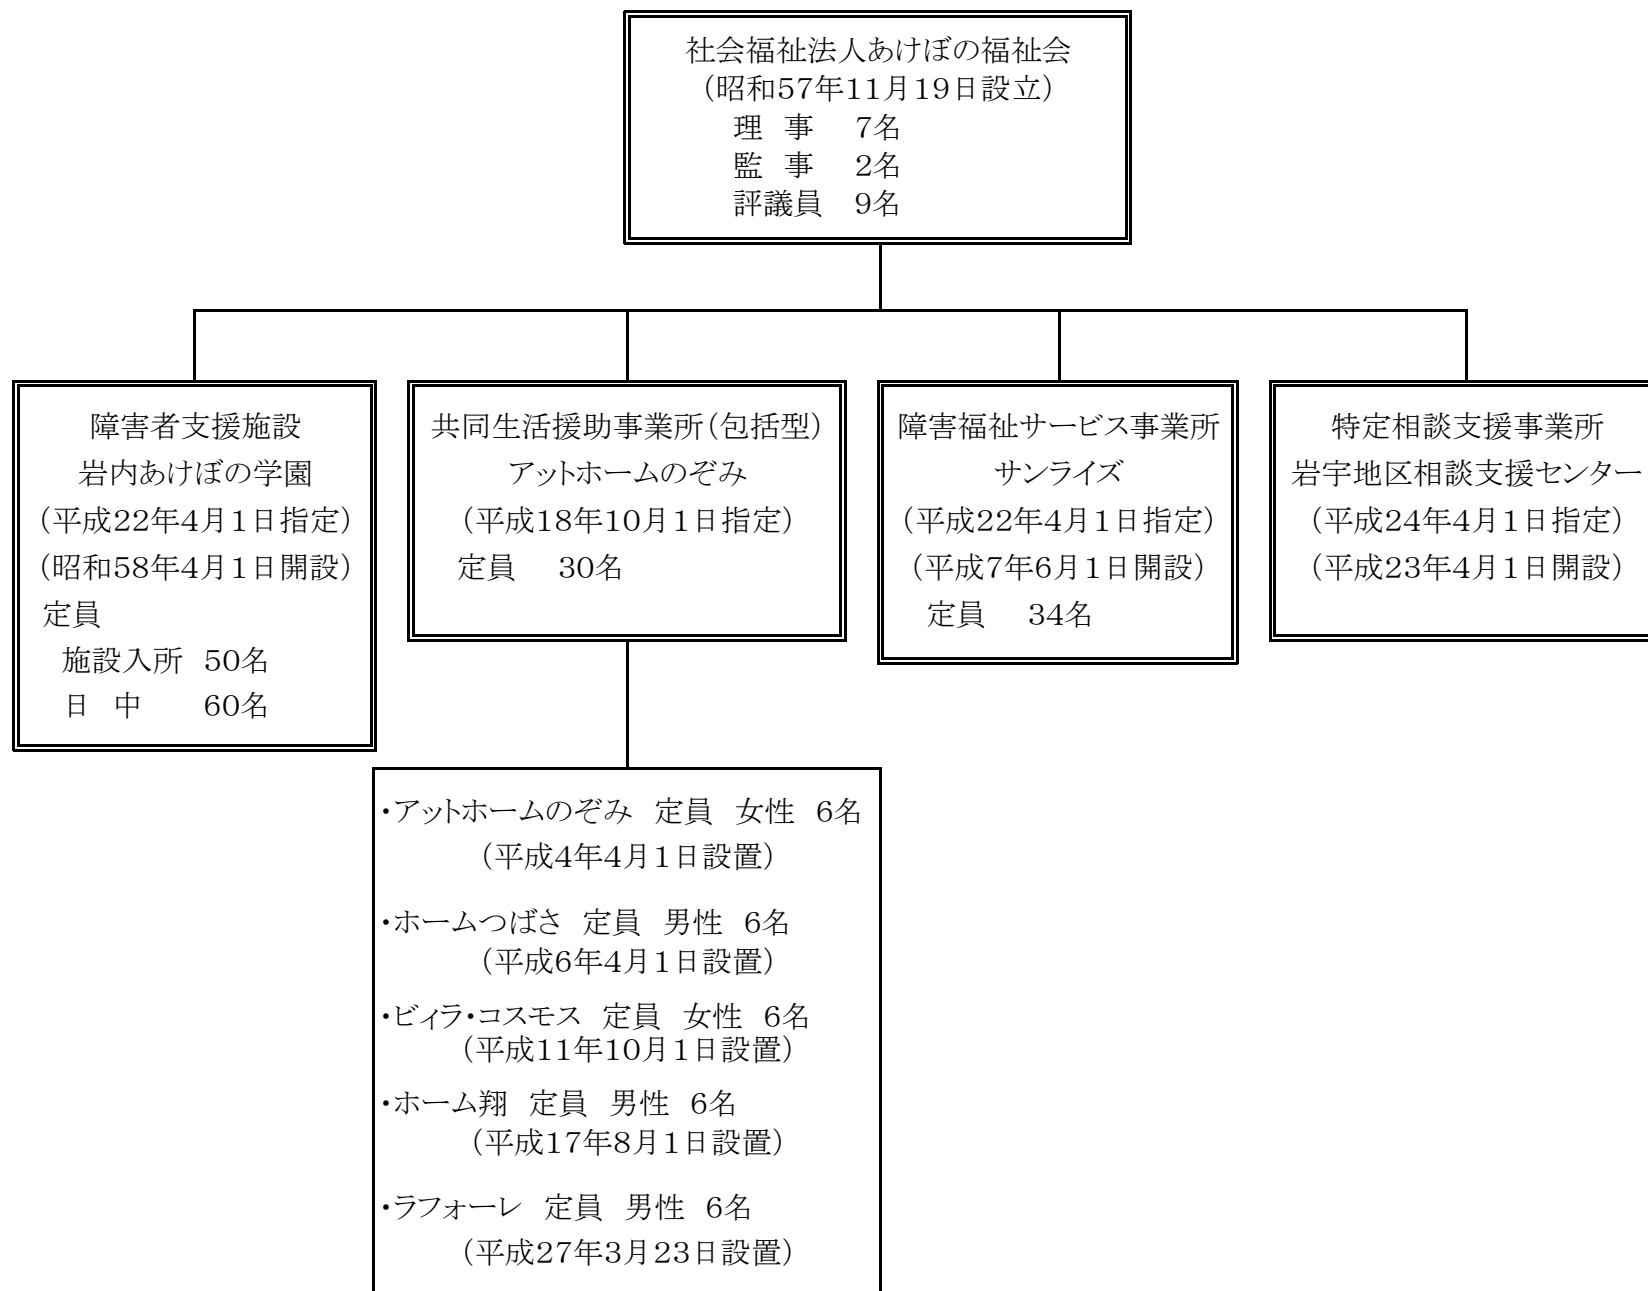 社会福祉法人あけぼの福祉会
（昭和57年11月19日設立）
理 事 7名
監 事 2名
評議員 9名
障害者支援施設
岩内あけぼの学園
（平成22年4月1日指定）
（昭和58年4月1日開設）
定員
施設入所 50名
日 中 60名
共同生活援助事業所（包括型）
アットホームのぞみ
（平成18年10月1日指定）
定員 30名
障害福祉サービス事業所
サンライズ
（平成22年4月1日指定）
（平成7年6月1日開設）
定員 34名
特定相談支援事業所
岩宇地区相談支援センター
（平成24年4月1日指定）
（平成23年4月1日開設）
・アットホームのぞみ 定員 女性 6名
（平成4年4月1日設置）
・ホームつばさ 定員 男性 6名
（平成6年4月1日設置）
・ビィラ・コスモス 定員 女性 6名
（平成11年10月1日設置）
・ホーム翔 定員 男性 6名
（平成17年8月1日設置）
・ラフォーレ 定員 男性 6名
（平成27年3月23日設置）